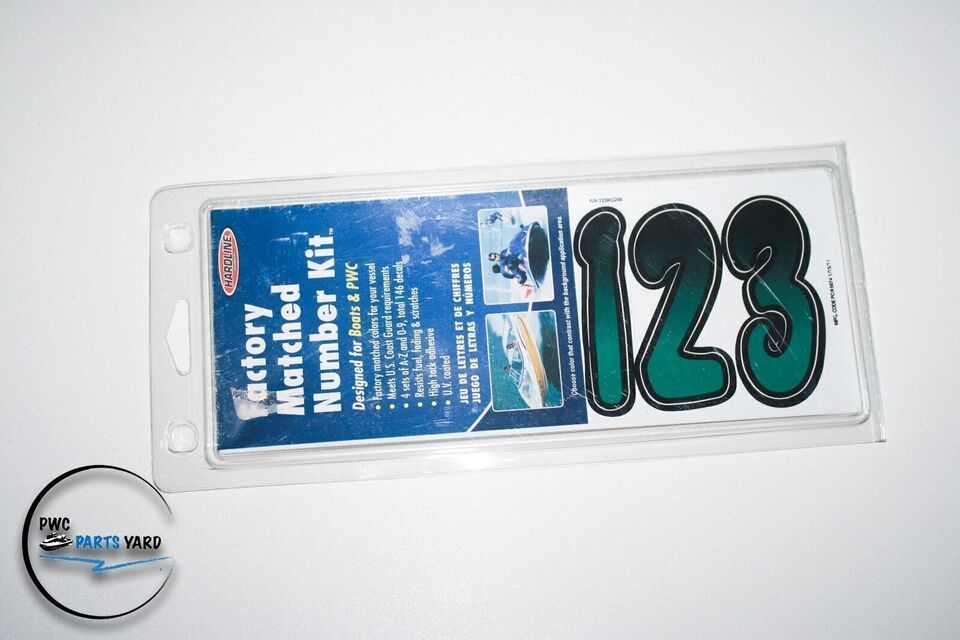 HARDLINE
Factory
Matched
Number Kit™
Designed for Boats & PWC
• Factory matched colors for your vessel
• Meets U.S. Coast Guard requirements
• 4 sets of A-Z and 0-9, total 146 decals
• Resists fuel, fading & scratches
• High tack adhesive
• U.V. coated
JEU DE LETTRES ET DE CHIFFRES
JUEGO DE LETRAS Y NÚMEROS
Choose color that contrast with the background application area.
123
PWC
PARTS YARD